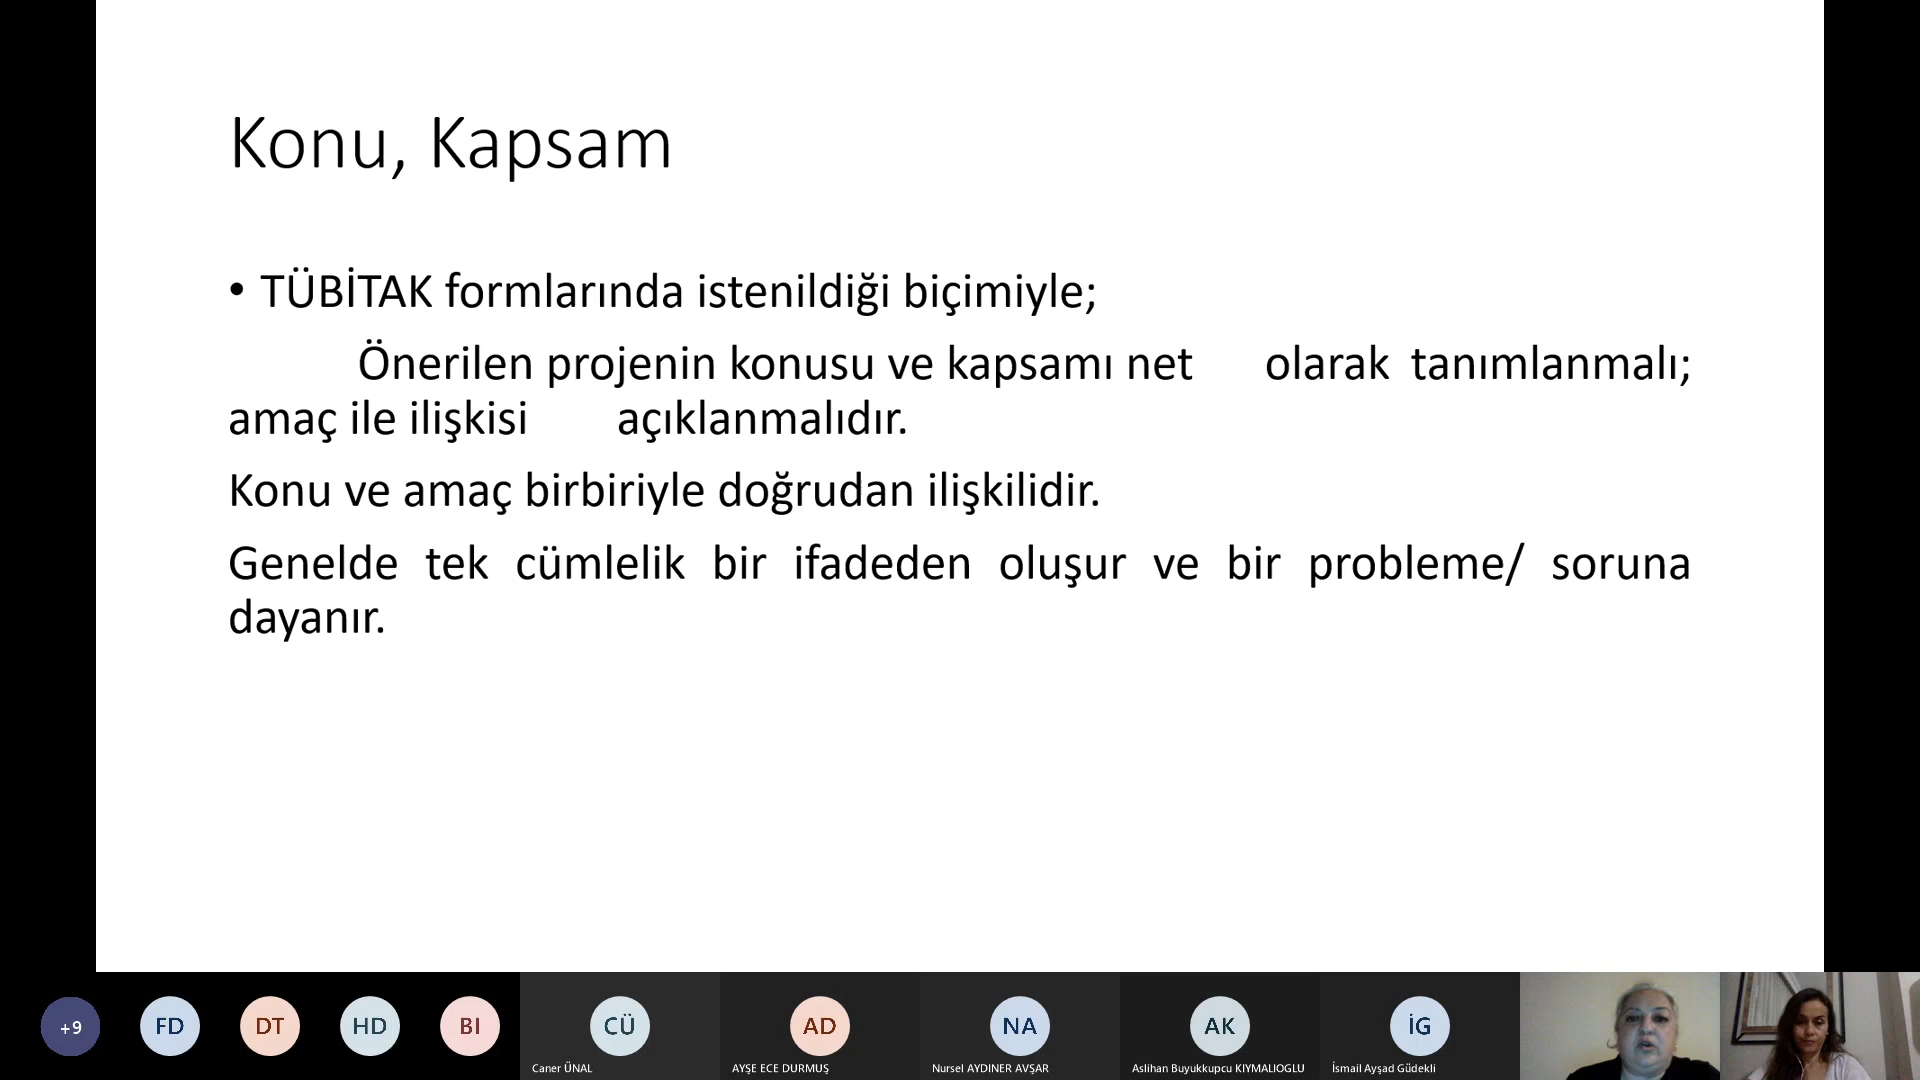 Konu, Kapsam
• TÜBİTAK formlarında istenildiği biçimiyle;
Önerilen projenin konusu ve kapsamı net olarak tanımlanmalı;
amaç ile ilişkisi açıklanmalıdır.
Konu ve amaç birbiriyle doğrudan ilişkilidir.
Genelde tek cümlelik bir ifadeden oluşur ve bir probleme/ soruna
dayanır.
+9 FD DT HD BI CÜ AD NA AK İG
Caner ÜNAL AYŞE ECE DURMUŞ Nursel AYDINER AVŞAR Aslihan Buyukkupcu KIYMALIOGLU İsmail Ayşad Güdekli